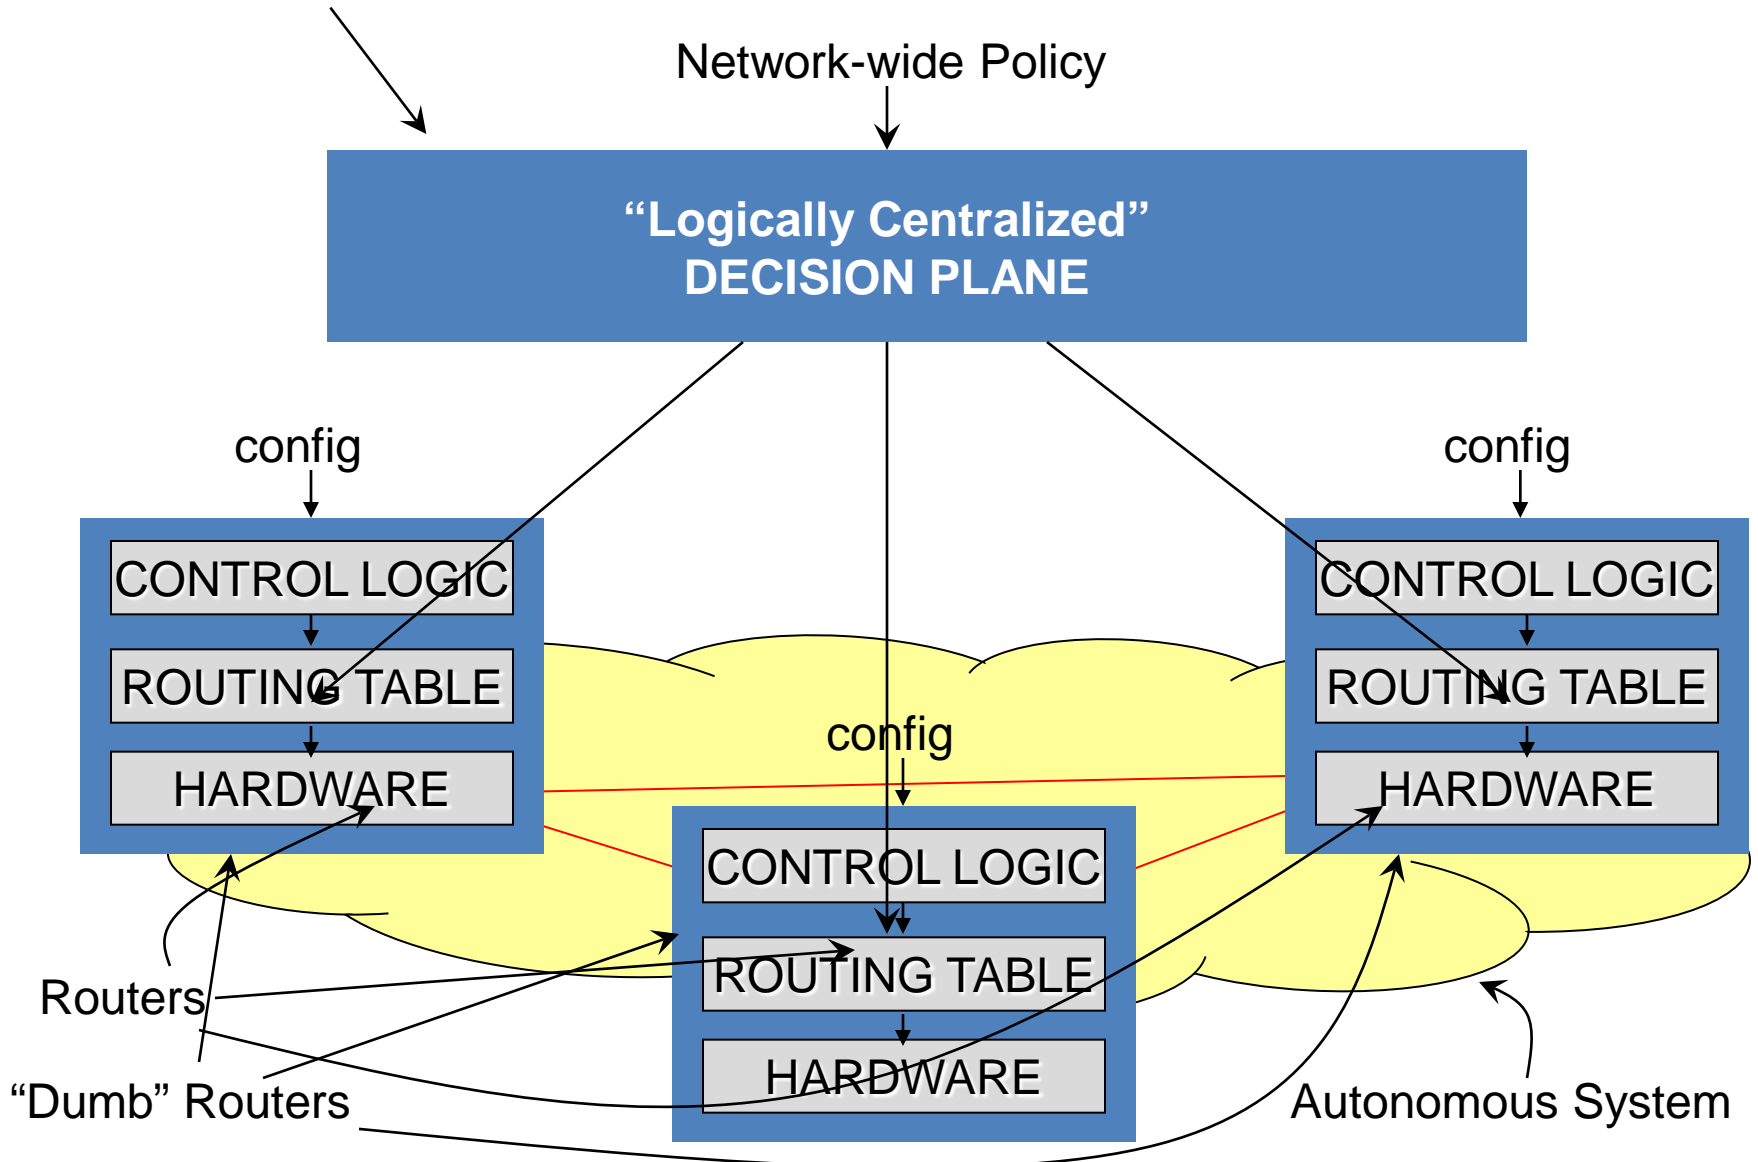 Network-wide Policy
“Logically Centralized”
DECISION PLANE
config
config
CONTROL LOGIC
CONTROL LOGIC
ROUTING TABLE
ROUTING TABLE
config
HARDWARE
HARDWARE
CONTROL LOGIC
ROUTING TABLE
Routers
HARDWARE
“Dumb” Routers
Autonomous System